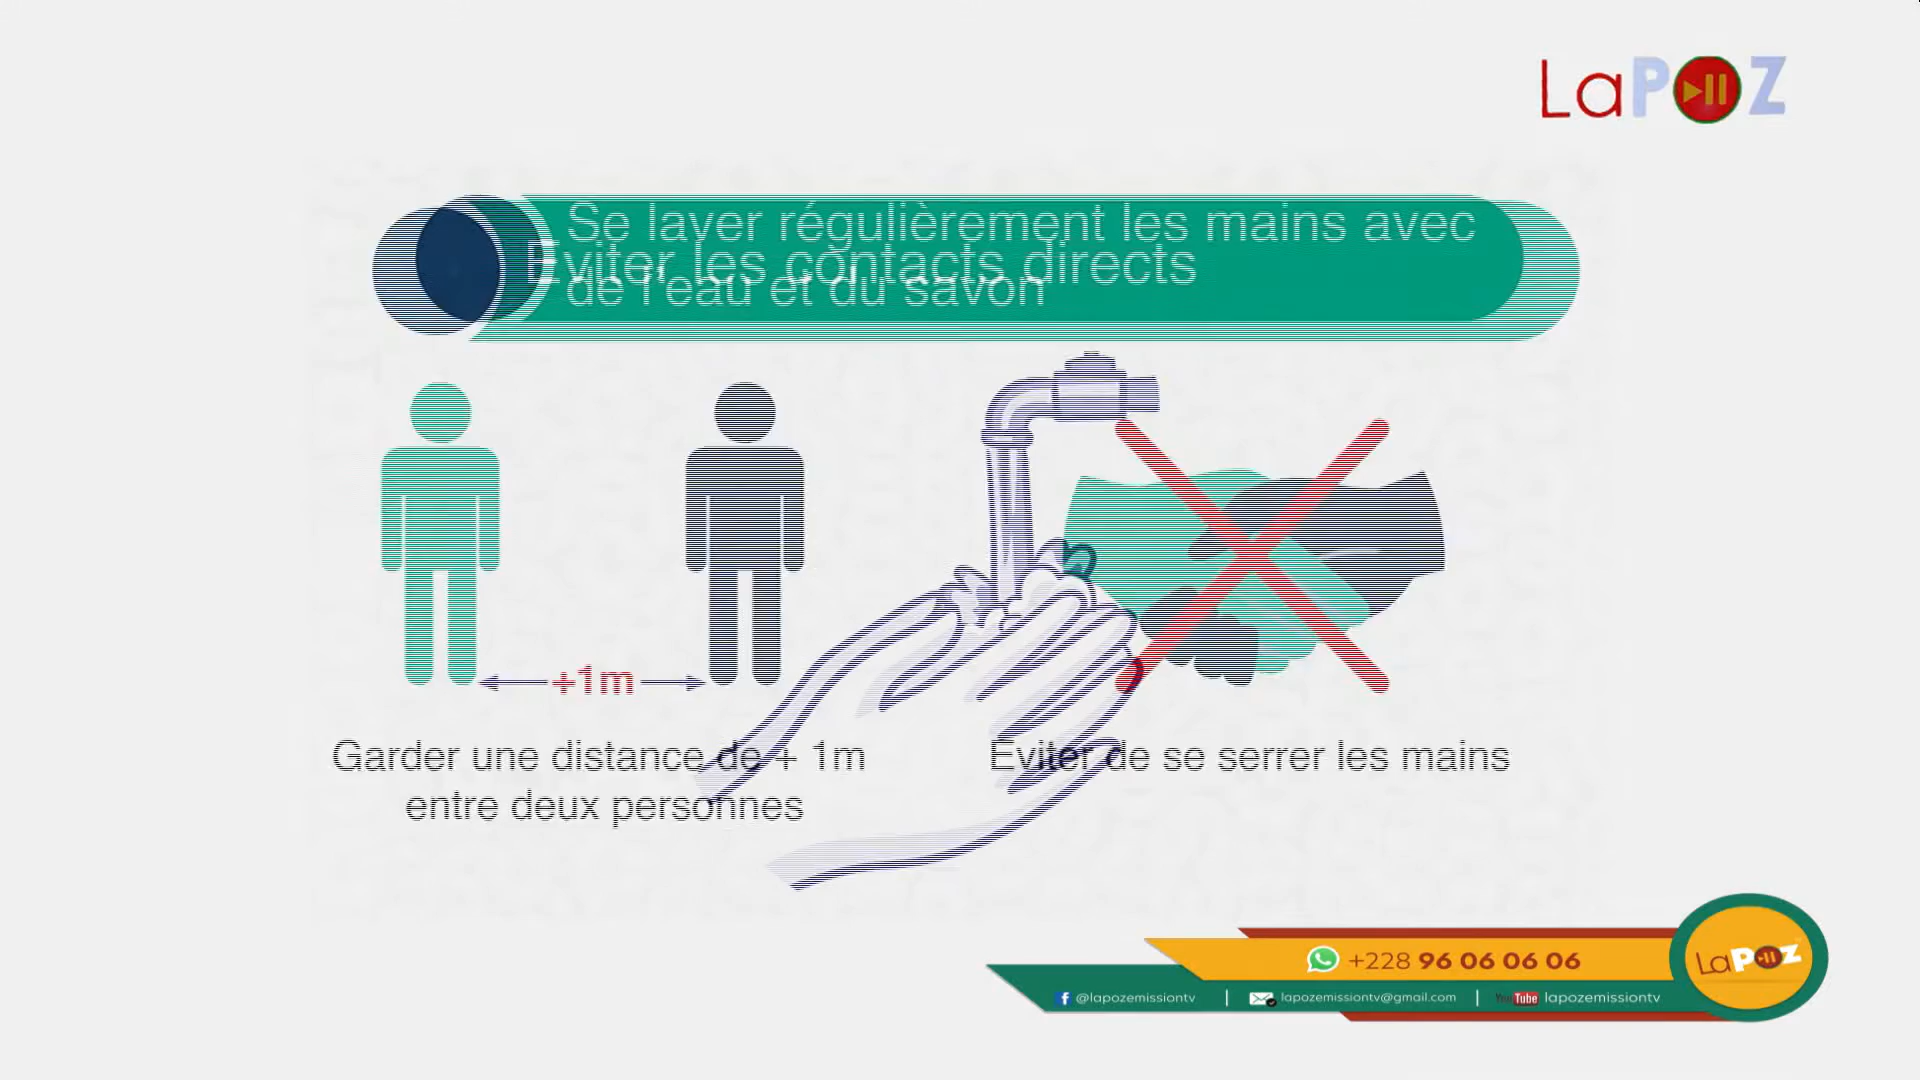 LaPOZ
Se laver régulièrement les mains avec
de l'eau et du savon
Eviter les contacts directs
+1m
Garder une distance de + 1m
entre deux personnes
Eviter de se serrer les mains
+228 96 06 06 06
LaPOZ
@lapozemissiontv | lapozemissiontv@gmail.com | YouTube lapozemissiontv